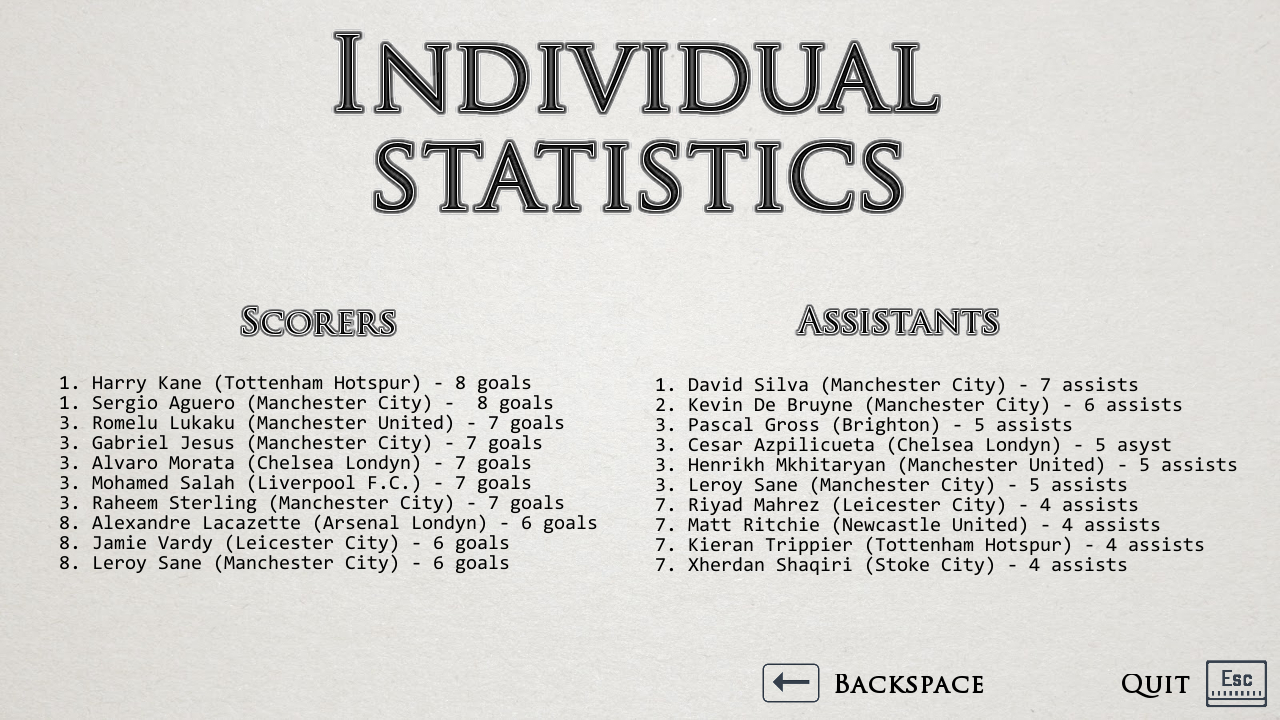 Individual
statistics
Scorers
1. Harry Kane (Tottenham Hotspur) - 8 goals
1. Sergio Aguero (Manchester City) -  8 goals
3. Romelu Lukaku (Manchester United) - 7 goals
3. Gabriel Jesus (Manchester City) - 7 goals
3. Alvaro Morata (Chelsea Londyn) - 7 goals
3. Mohamed Salah (Liverpool F.C.) - 7 goals
3. Raheem Sterling (Manchester City) - 7 goals
8. Alexandre Lacazette (Arsenal Londyn) - 6 goals
8. Jamie Vardy (Leicester City) - 6 goals
8. Leroy Sane (Manchester City) - 6 goals
Assistants
1. David Silva (Manchester City) - 7 assists
2. Kevin De Bruyne (Manchester City) - 6 assists
3. Pascal Gross (Brighton) - 5 assists
3. Cesar Azpilicueta (Chelsea Londyn) - 5 asyst
3. Henrikh Mkhitaryan (Manchester United) - 5 assists
3. Leroy Sane (Manchester City) - 5 assists
7. Riyad Mahrez (Leicester City) - 4 assists
7. Matt Ritchie (Newcastle United) - 4 assists
7. Kieran Trippier (Tottenham Hotspur) - 4 assists
7. Xherdan Shaqiri (Stoke City) - 4 assists
Backspace
Quit Esc